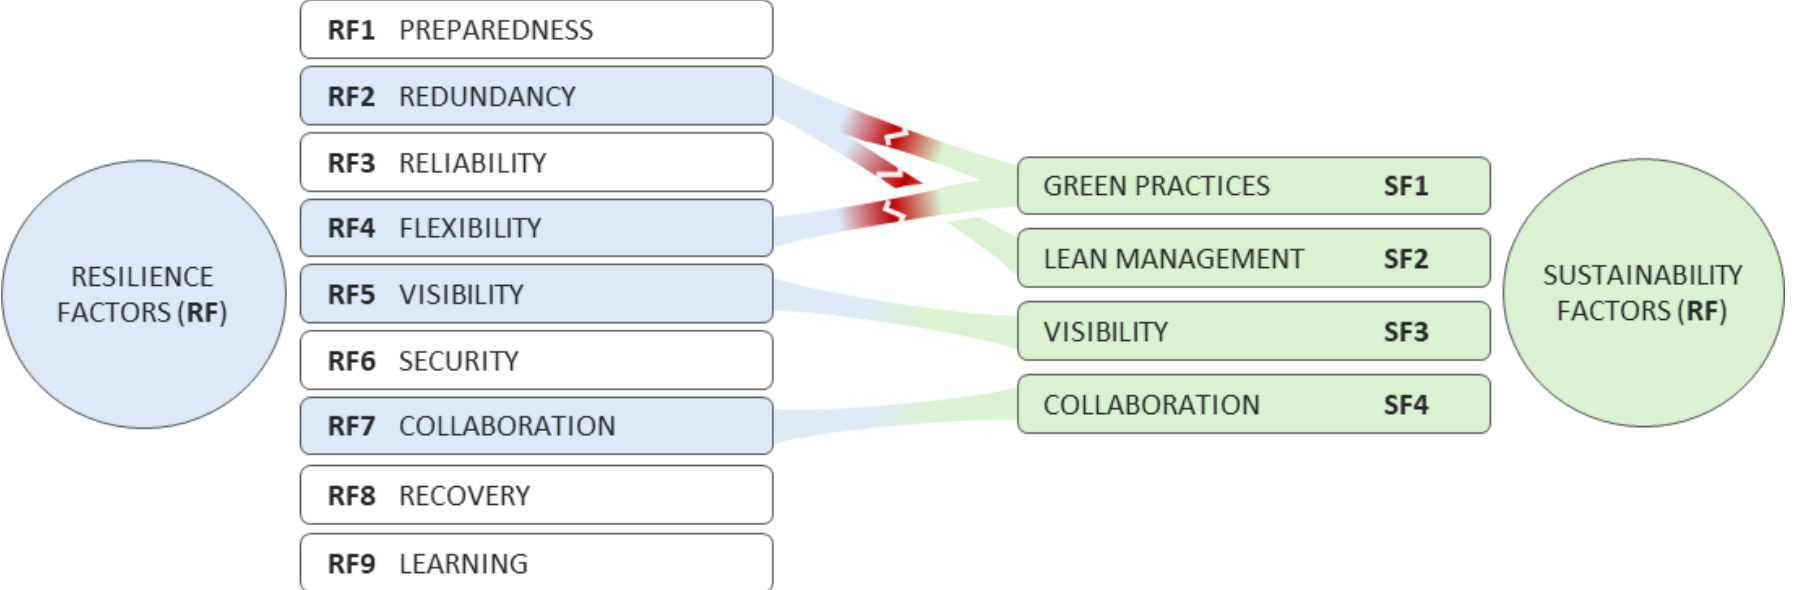 RESILIENCE
FACTORS (RF)
RF1 PREPAREDNESS
RF2 REDUNDANCY
RF3 RELIABILITY
RF4 FLEXIBILITY
RF5 VISIBILITY
RF6 SECURITY
RF7 COLLABORATION
RF8 RECOVERY
RF9 LEARNING
GREEN PRACTICES SF1
LEAN MANAGEMENT SF2
VISIBILITY SF3
COLLABORATION SF4
SUSTAINABILITY
FACTORS (RF)